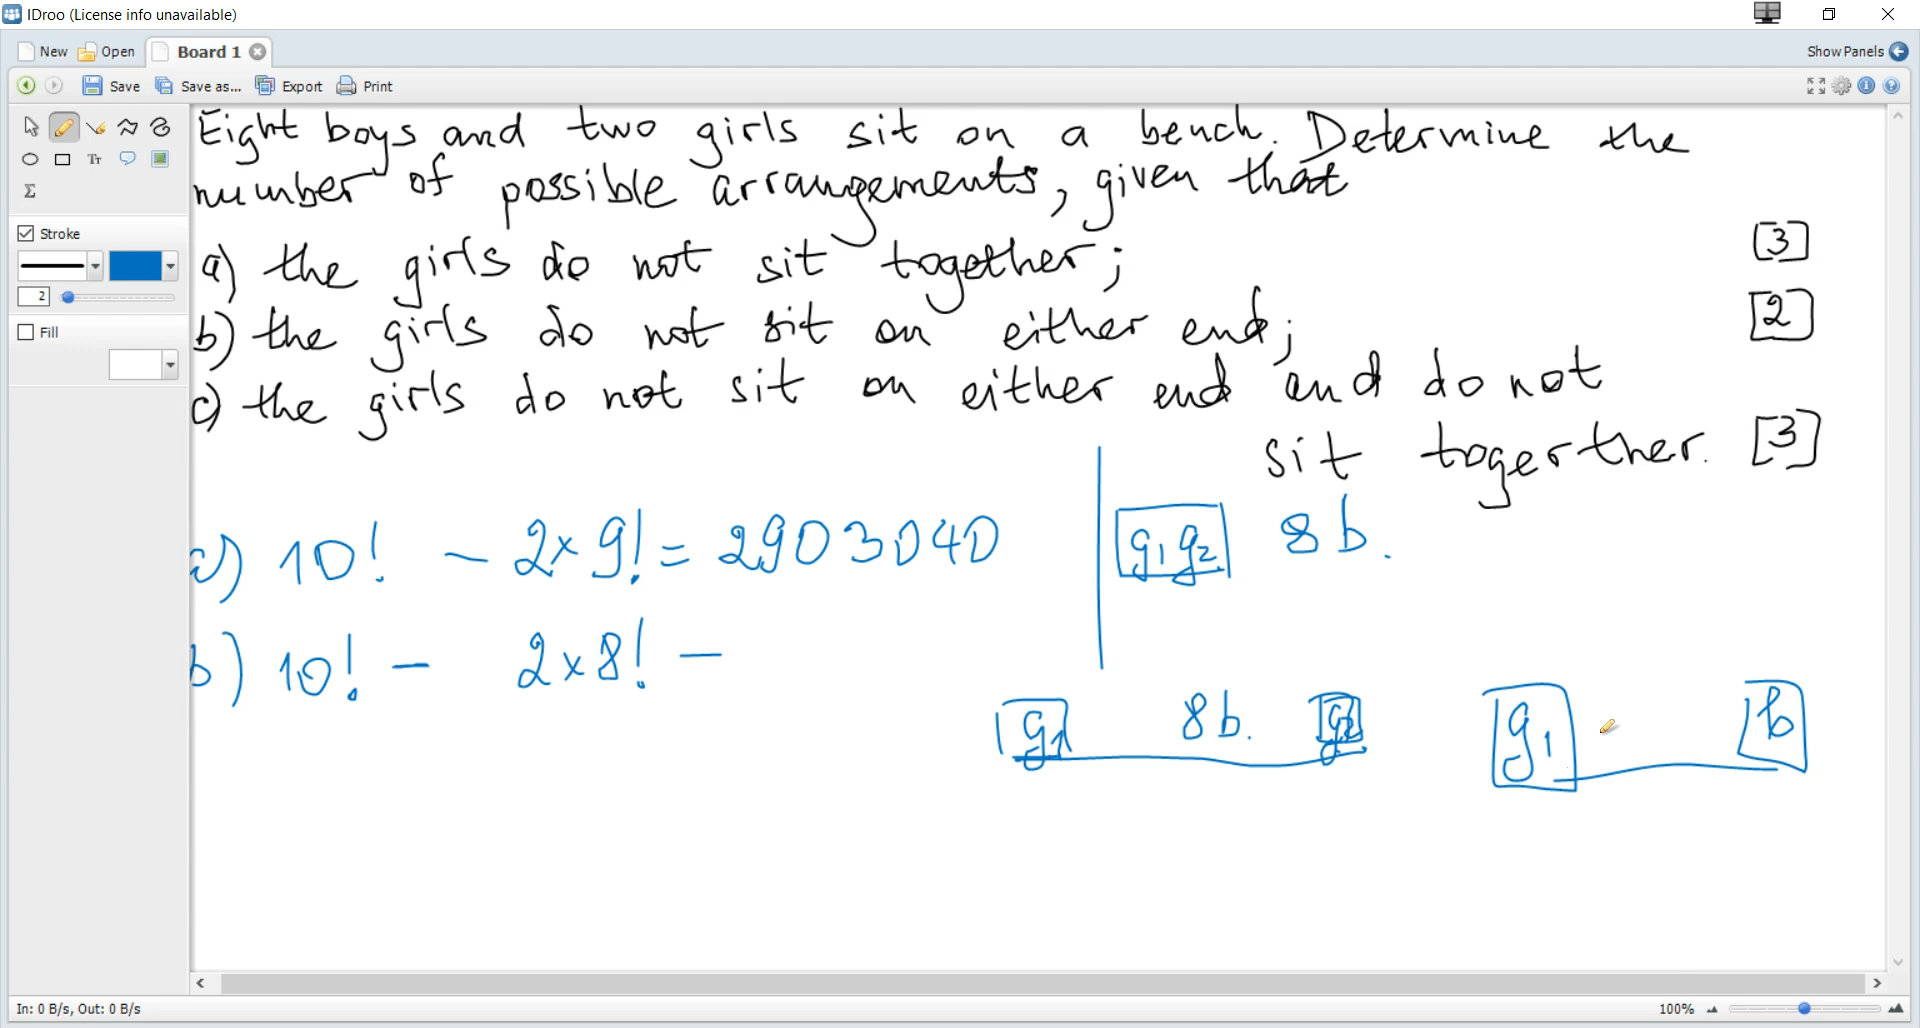 IDroo (License info unavailable)
New Open Board 1 Show Panels
Save Save as... Export Print
Eight boys and two girls sit on a bench. Determine the
number of possible arrangements, given that
Tt
Σ
a) the girls do not sit together; [3]
Stroke
2
b) the girls do not sit on either end; [2]
Fill
c) the girls do not sit on either end and do not
sit togerther. [3]
a) 10! - 2×9! = 2903040
g1 g2 8 b.
b) 10! - 2×8! -
g1 8b. g2
g1 b
In: 0 B/s, Out: 0 B/s 100%